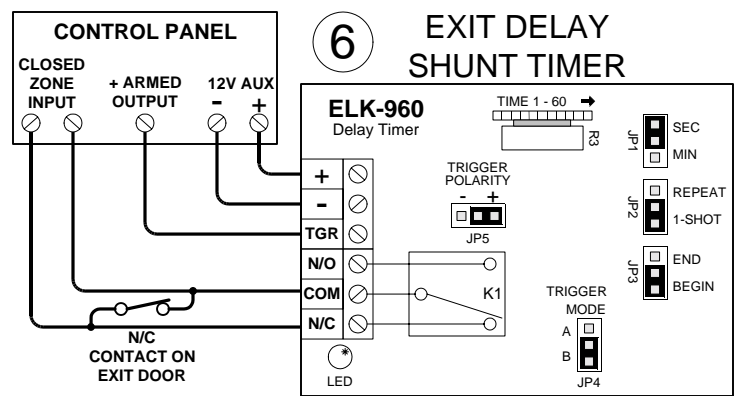 CONTROL PANEL
CLOSED
ZONE
INPUT
+ ARMED
OUTPUT
12V AUX
- +
6
EXIT DELAY
SHUNT TIMER
ELK-960
Delay Timer
TIME 1 - 60
R3
TRIGGER
POLARITY
- +
JP5
JP1
SEC
MIN
JP2
REPEAT
1-SHOT
JP3
END
BEGIN
+
-
TGR
N/O
COM
N/C
K1
TRIGGER
MODE
A
B
JP4
N/C
CONTACT ON
EXIT DOOR
*
LED